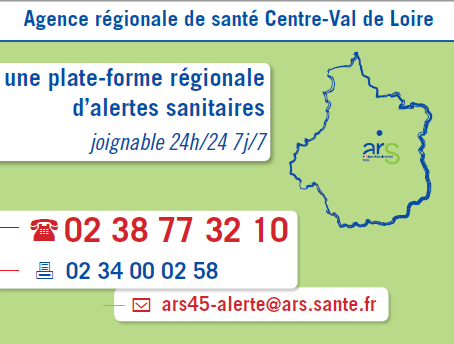 Agence régionale de santé Centre-Val de Loire
une plate-forme régionale
d'alertes sanitaires
joignable 24h/24 7j/7
ars
02 38 77 32 10
02 34 00 02 58
ars45-alerte@ars.sante.fr